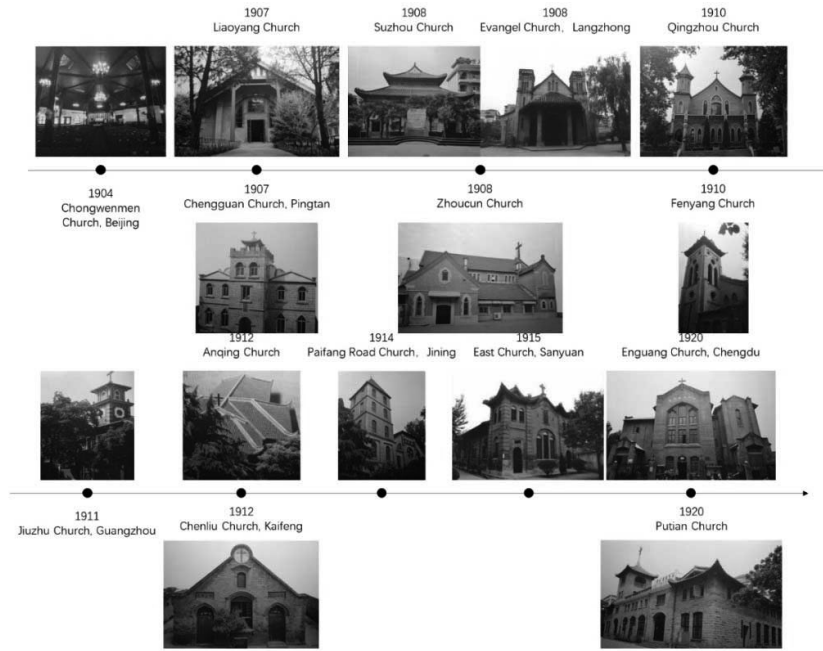 1907
Liaoyang Church
1908
Suzhou Church
1908
Evangel Church, Langzhong
1910
Qingzhou Church
1904
Chongwenmen
Church, Beijing
1907
Chengguan Church, Pingtan
1908
Zhoucun Church
1910
Fenyang Church
1912
Anqing Church
1914
Paifang Road Church, Jining
1915
East Church, Sanyuan
1920
Enguang Church, Chengdu
1911
Jiuzhu Church, Guangzhou
1912
Chenliu Church, Kaifeng
1920
Putian Church